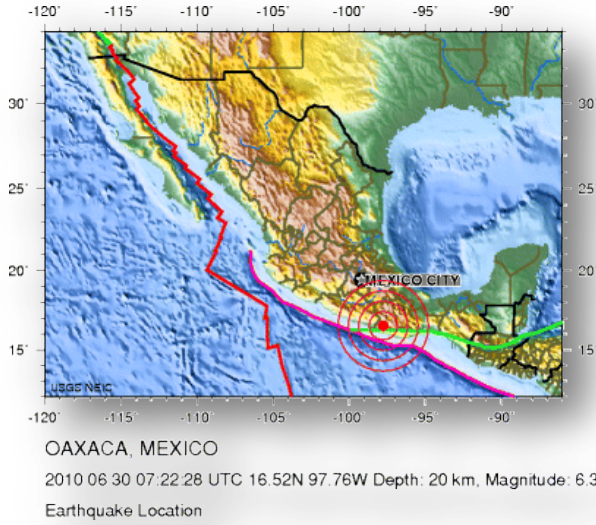 -120° -115° -110° -105° -100° -95° -90°
30° 30°
25° 25°
20° MEXICO CITY 20°
15° 15°
USGS NEIC
-120° -115° -110° -105° -100° -95° -90°
OAXACA, MEXICO
2010 06 30 07:22:28 UTC 16.52N 97.76W Depth: 20 km, Magnitude: 6.3
Earthquake Location